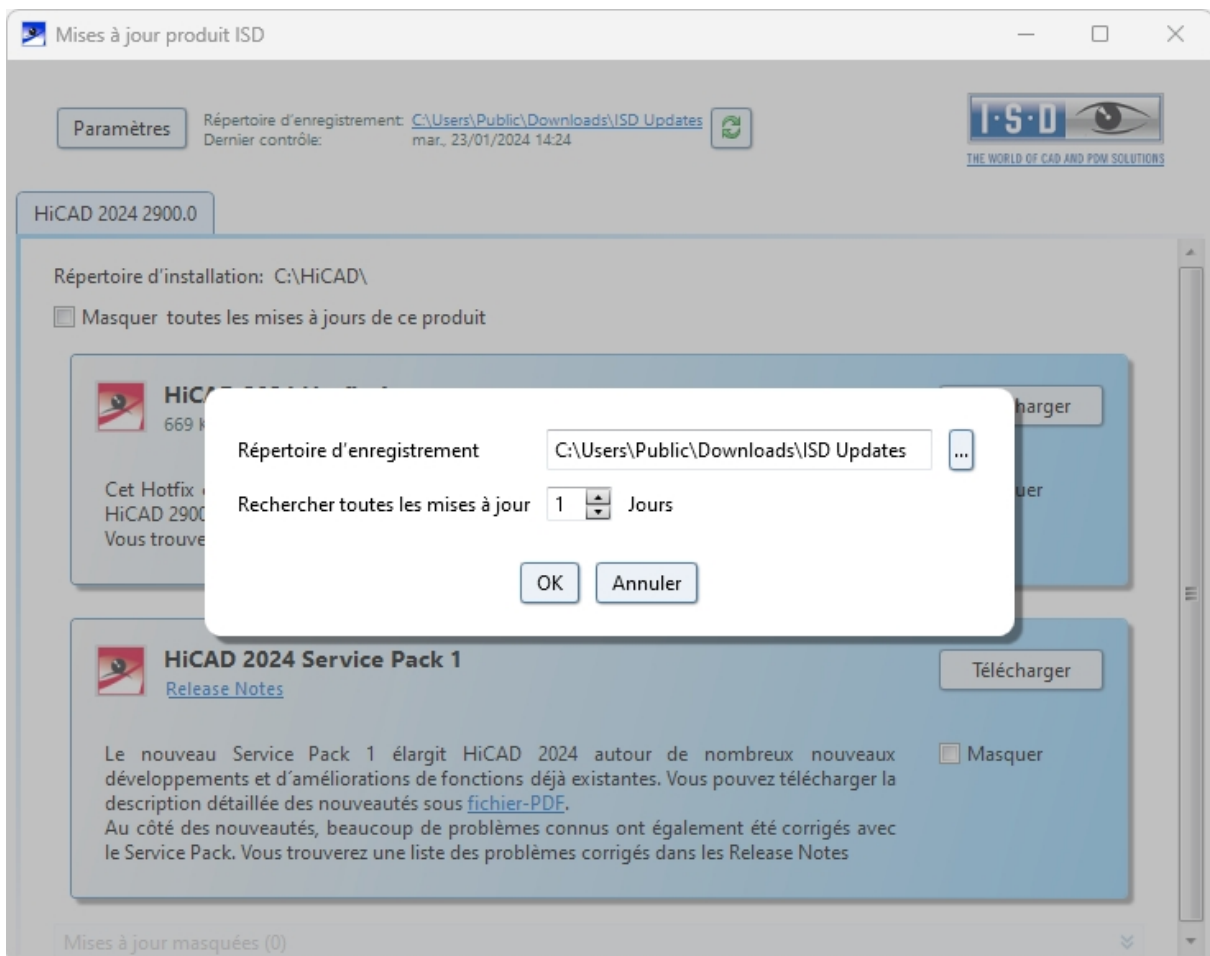 Mises à jour produit ISD
Paramètres
Répertoire d'enregistrement: C:\Users\Public\Downloads\ISD Updates
Dernier contrôle: mar., 23/01/2024 14:24
I·S·D
THE WORLD OF CAD AND PDM SOLUTIONS
HiCAD 2024 2900.0
Répertoire d'installation: C:\HiCAD\
Masquer toutes les mises à jours de ce produit
669
Cet Hotfix
HiCAD
Vous
Répertoire d'enregistrement C:\Users\Public\Downloads\ISD Updates ...
Rechercher toutes les mises à jour 1 Jours
OK Annuler
HiCAD 2024 Service Pack 1
Release Notes
Télécharger
Le nouveau Service Pack 1 élargit HiCAD 2024 autour de nombreux nouveaux
développements et d´améliorations de fonctions déjà existantes. Vous pouvez télécharger la
description détaillée des nouveautés sous fichier-PDF.
Au côté des nouveautés, beaucoup de problèmes connus ont également été corrigés avec
le Service Pack. Vous trouverez une liste des problèmes corrigés dans les Release Notes
Masquer
Mises à jour masquées (0)